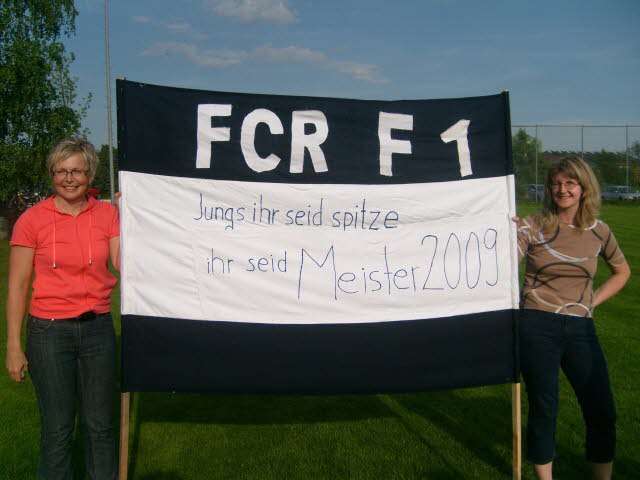 FCR F1
Jungs ihr seid spitze
ihr seid Meister 2009